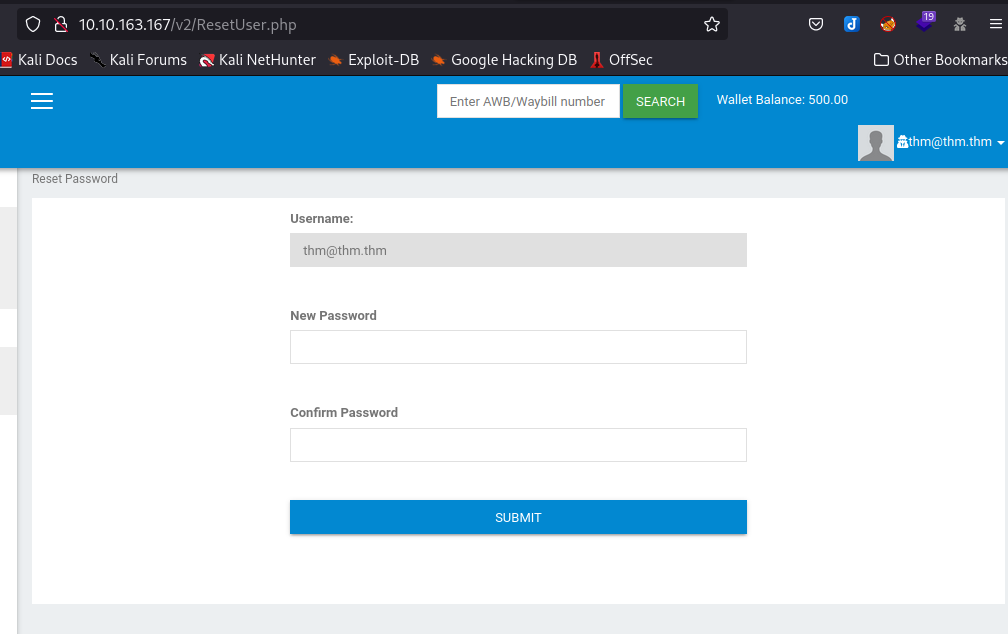 10.10.163.167/v2/ResetUser.php
19
Kali Docs Kali Forums Kali NetHunter Exploit-DB Google Hacking DB OffSec Other Bookmarks
Enter AWB/Waybill number SEARCH Wallet Balance: 500.00
thm@thm.thm
Reset Password
Username:
thm@thm.thm
New Password
Confirm Password
SUBMIT